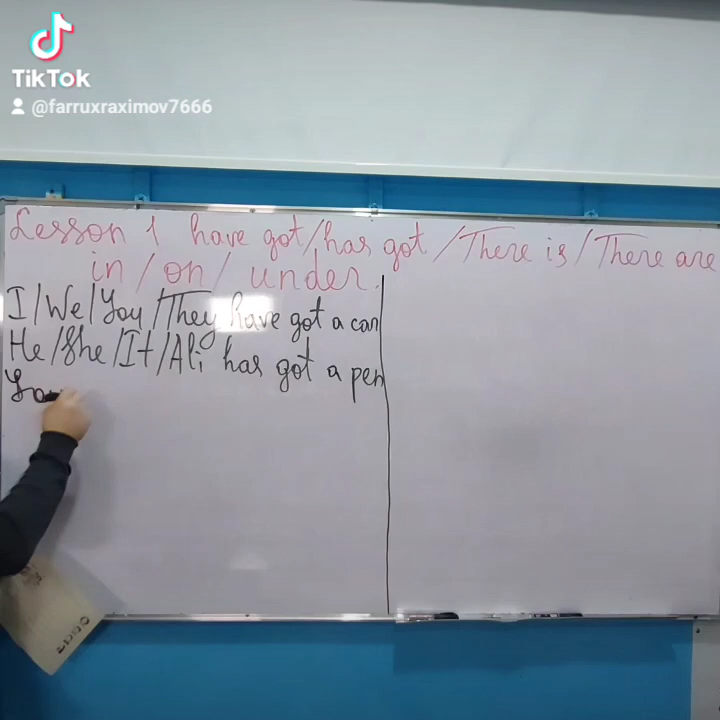 TikTok
@farruxraximov7666
Lesson 1 have got/has got/There is/There are
in/on/under.
I/We/You/They have got a car
He/She/It/Ali has got a pen